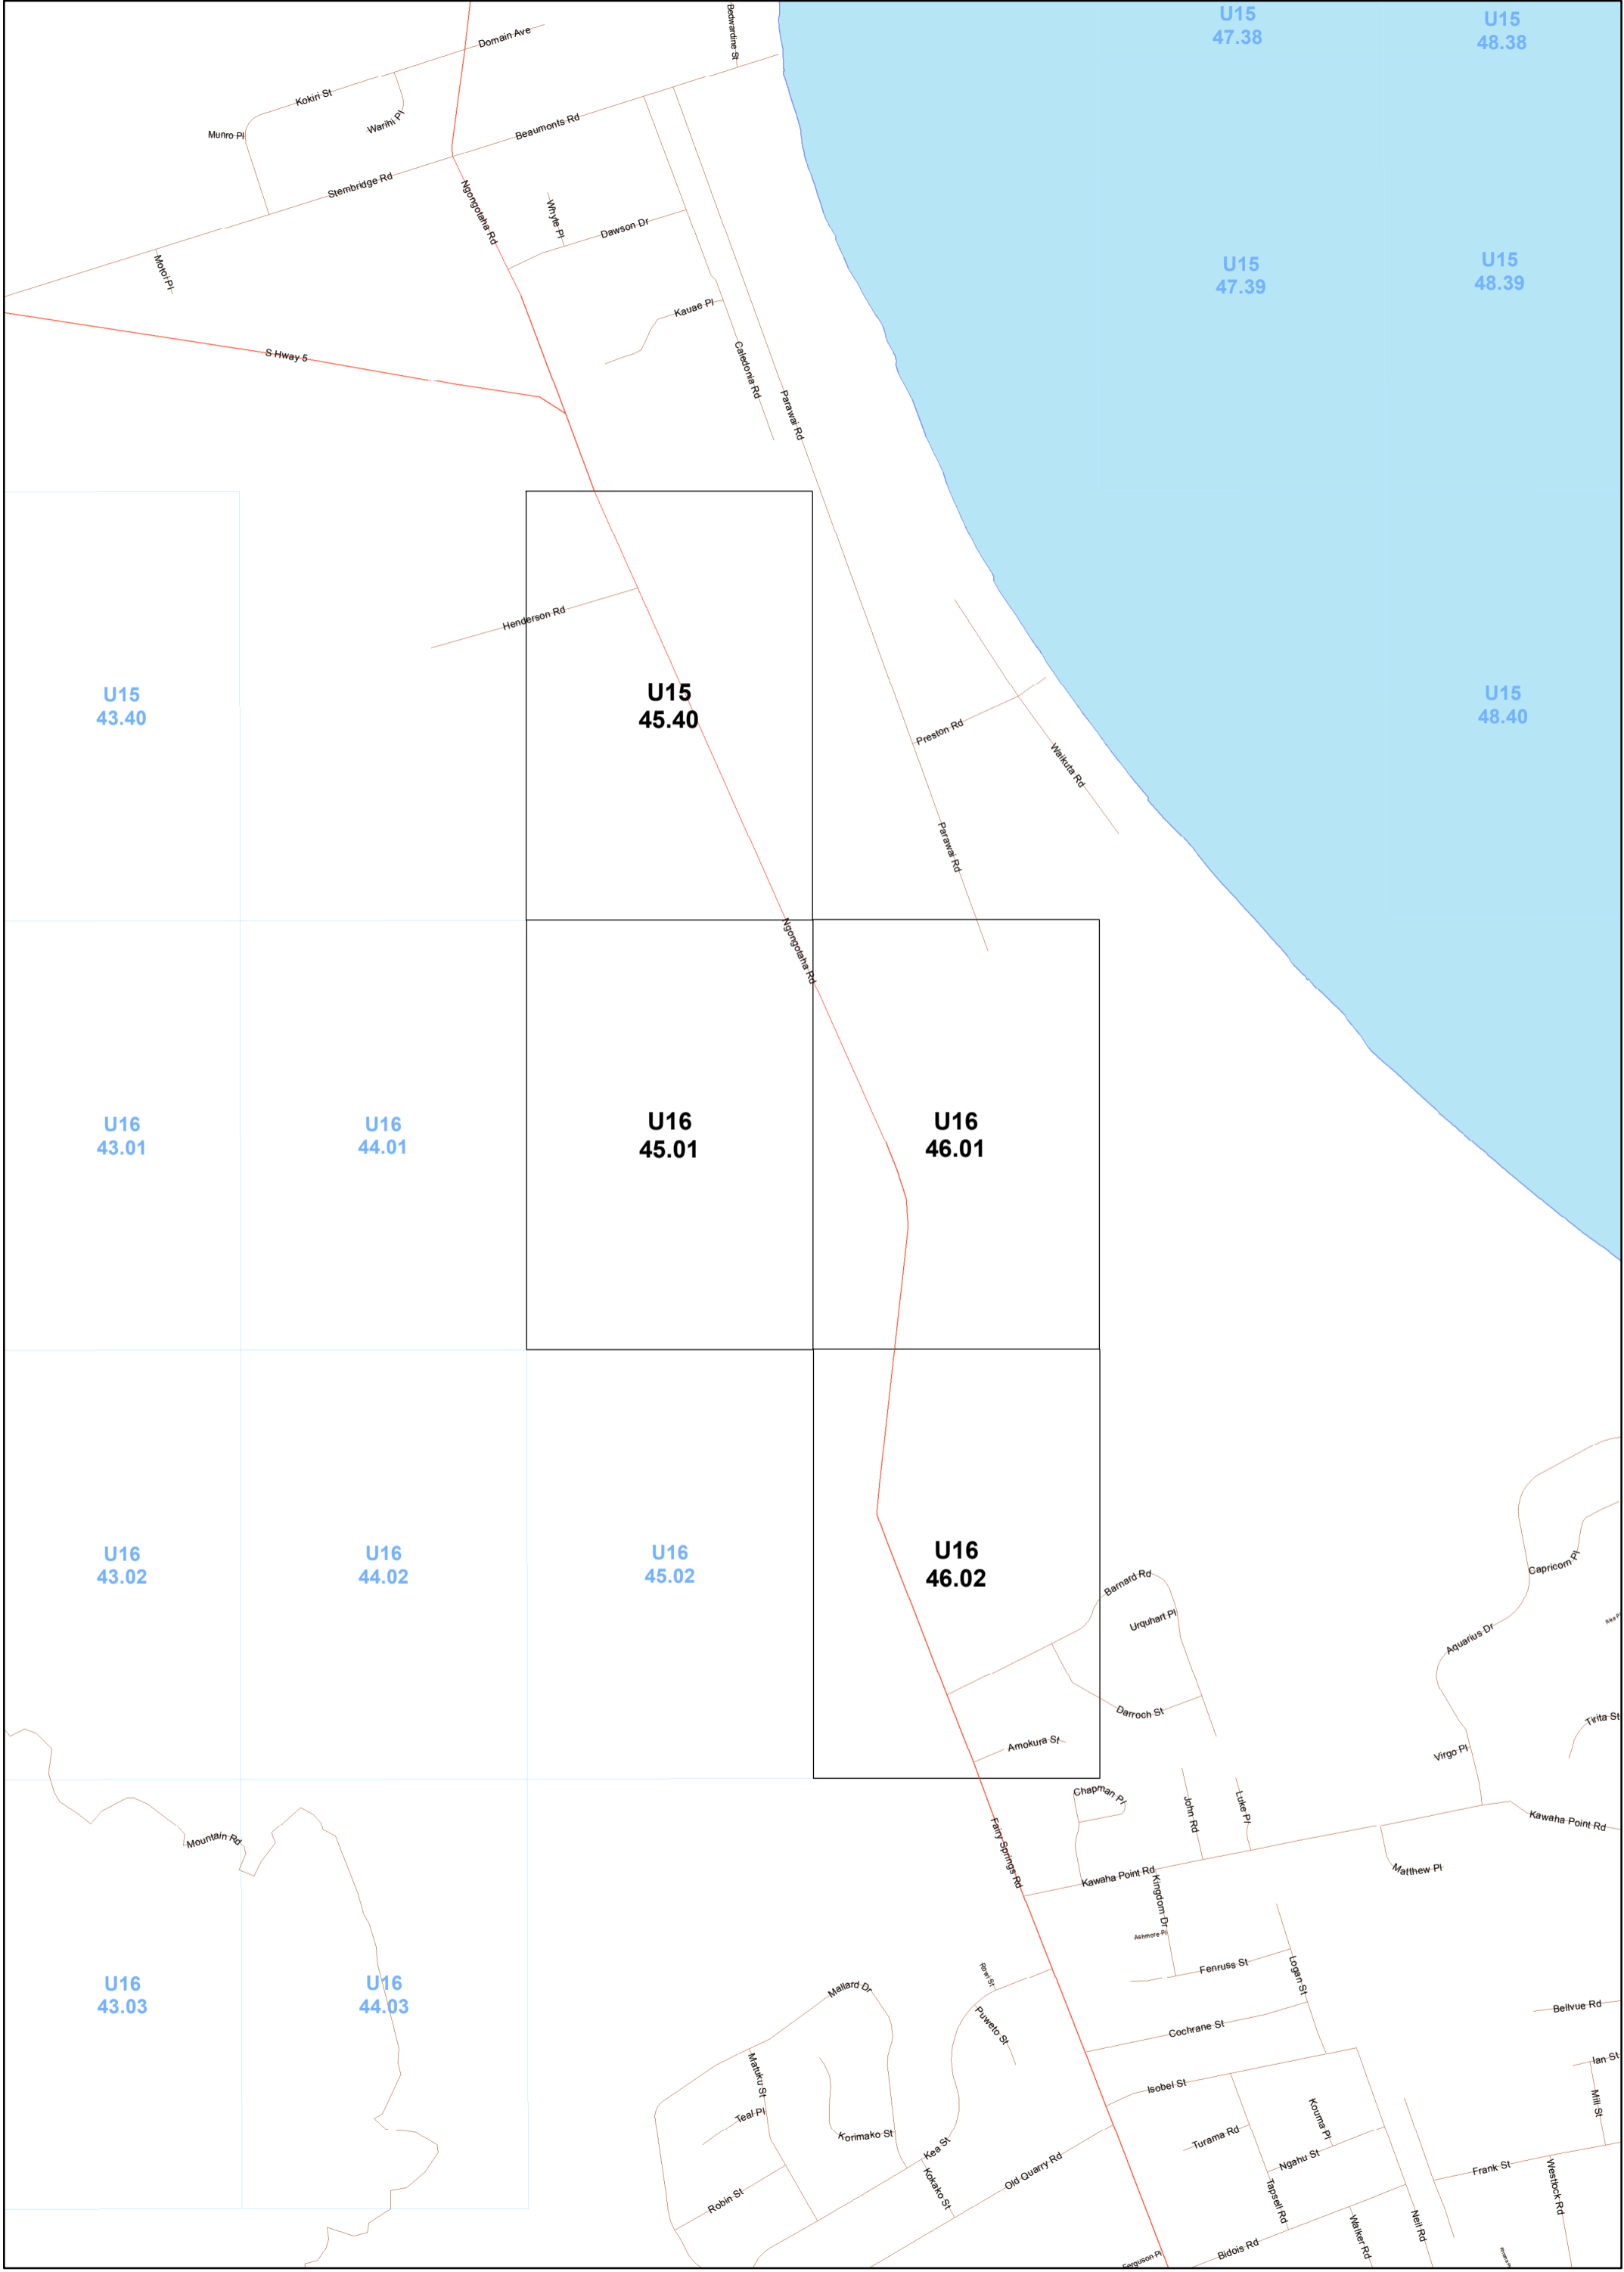 U15
47.38
U15
48.38
Bedwardine St
Domain Ave
Kokiri St
Warihi Pl
Munro Pl
Beaumonts Rd
Stembridge Rd
Ngongotaha Rd
Whyte Pl
Dawson Dr
Motoi Pl
U15
47.39
U15
48.39
Kauae Pl
S Hway 5
Caledonia Rd
Parawai Rd
Henderson Rd
U15
43.40
U15
45.40
U15
48.40
Preston Rd
Waikuta Rd
Parawai Rd
Ngongotaha Rd
U16
43.01
U16
44.01
U16
45.01
U16
46.01
U16
43.02
U16
44.02
U16
45.02
U16
46.02
Barnard Rd
Urquhart Pl
Capricorn Pl
Aquarius Dr
Darroch St
Tirita St
Amokura St
Virgo Pl
Chapman Pl
John Rd
Luke Pl
Kawaha Point Rd
Mountain Rd
Fairy Springs Rd
Kawaha Point Rd
Matthew Pl
Kingdom Dr
Ashmore Pl
Fenruss St
Logan St
U16
43.03
U16
44.03
Mallard Dr
Rowi St
Puweto St
Bellvue Rd
Cochrane St
Ian St
Matuku St
Isobel St
Mill St
Teal Pl
Korimako St
Kea St
Turama Rd
Kouma Pl
Ngahu St
Old Quarry Rd
Kokako St
Frank St
Westlock Rd
Robin St
Tapsell Rd
Walker Rd
Neil Rd
Bidois Rd
Ferguson Pl